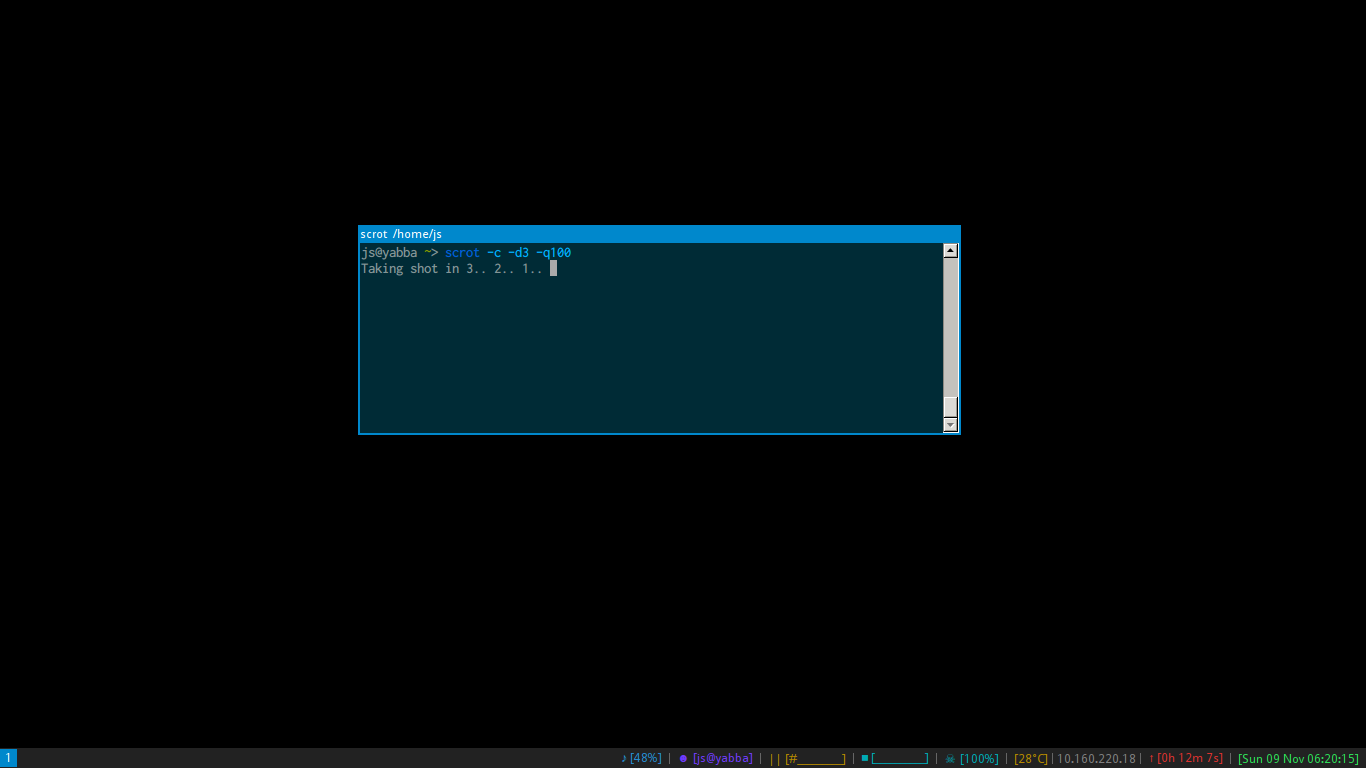 scrot /home/js
js@yabba ~> scrot -c -d3 -q100
Taking shot in 3.. 2.. 1..
1 ♪ [48%] | ☻ [js@yabba] | || [#_______] | ■ [________] | ☠ [100%] | [28°C] | 10.160.220.18 | ↑ [0h 12m 7s] | [Sun 09 Nov 06:20:15]